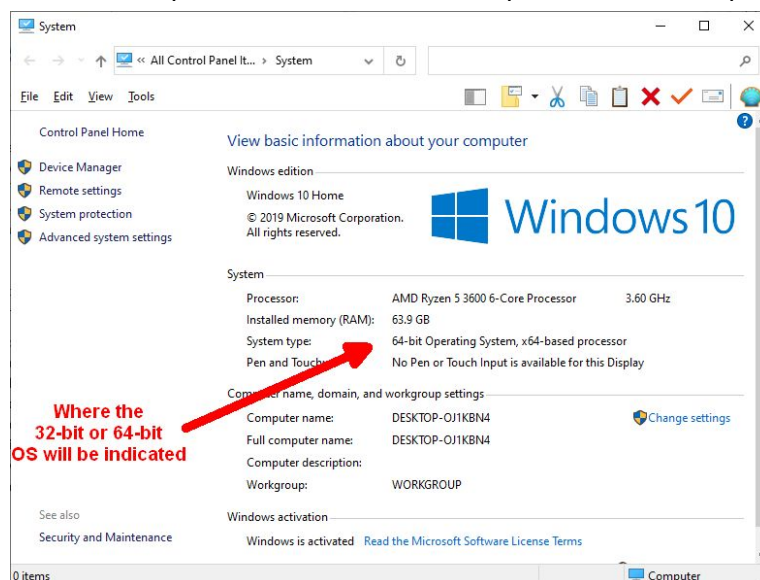 System
« All Control Panel It... › System
File Edit View Tools
Control Panel Home
Device Manager
Remote settings
System protection
Advanced system settings
See also
Security and Maintenance
View basic information about your computer
Windows edition
Windows 10 Home
© 2019 Microsoft Corporation.
All rights reserved.
Windows 10
System
Processor: AMD Ryzen 5 3600 6-Core Processor 3.60 GHz
Installed memory (RAM): 63.9 GB
System type: 64-bit Operating System, x64-based processor
Pen and Touch No Pen or Touch Input is available for this Display
Computer name, domain, and workgroup settings
Computer name: DESKTOP-OJ1KBN4 Change settings
Full computer name: DESKTOP-OJ1KBN4
Computer description:
Workgroup: WORKGROUP
Windows activation
Windows is activated Read the Microsoft Software License Terms
Where the
32-bit or 64-bit
OS will be indicated
0 items Computer